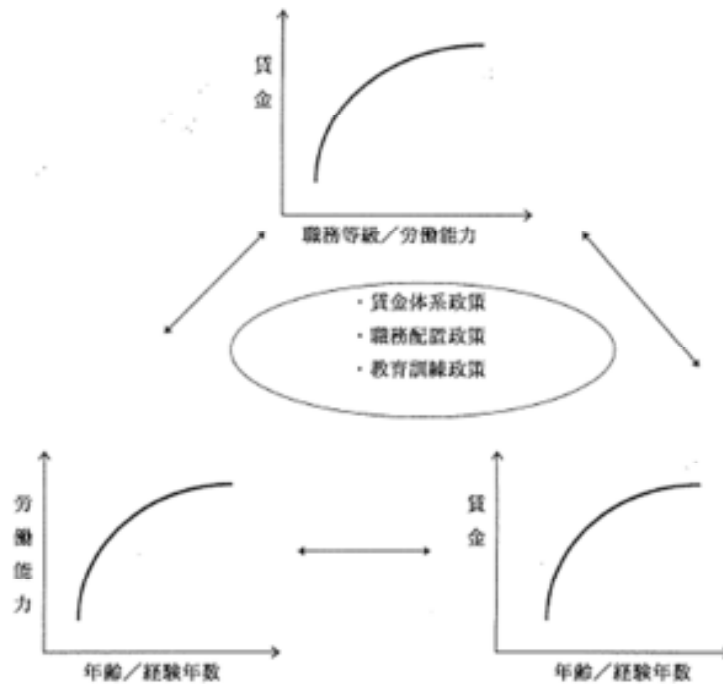 賃金
職務等級／労働能力
・賃金体系政策
・職務配置政策
・教育訓練政策
労働能力
年齢／経験年数
賃金
年齢／経験年数